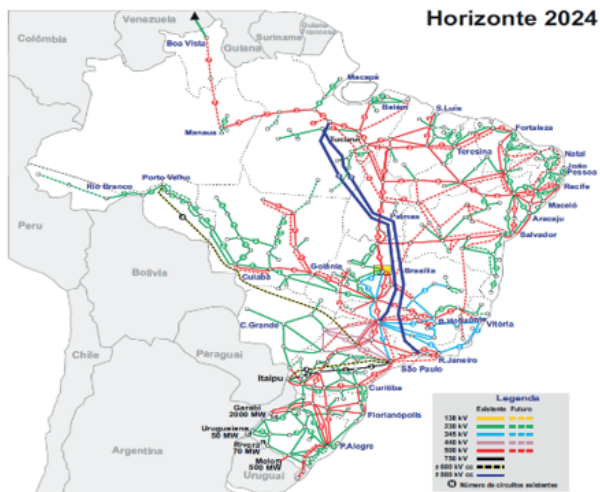 Horizonte 2024
Venezuela
Colômbia
Boa Vista
Guiana
Suriname
Guiana
Francesa
Macapá
Belém
S.Luís
Manaus
Tucuruí
Fortaleza
Teresina
Natal
João
Pessoa
Recife
Maceió
Aracaju
Salvador
Porto Velho
Rio Branco
Palmas
Peru
Bolívia
Cuiabá
Goiânia
Brasília
C.Grande
B.Horizonte
Vitória
Chile
Paraguai
R.Janeiro
São Paulo
Itaipu
Curitiba
Garabi
2000 MW
Florianópolis
Uruguaiana
50 MW
Rivera
70 MW
P.Alegre
Melo
500 MW
Argentina
Uruguai
Legenda
Existente Futuro
138 kV
230 kV
345 kV
440 kV
500 kV
750 kV
± 600 kV cc
± 800 kV cc
N Número de circuitos existentes